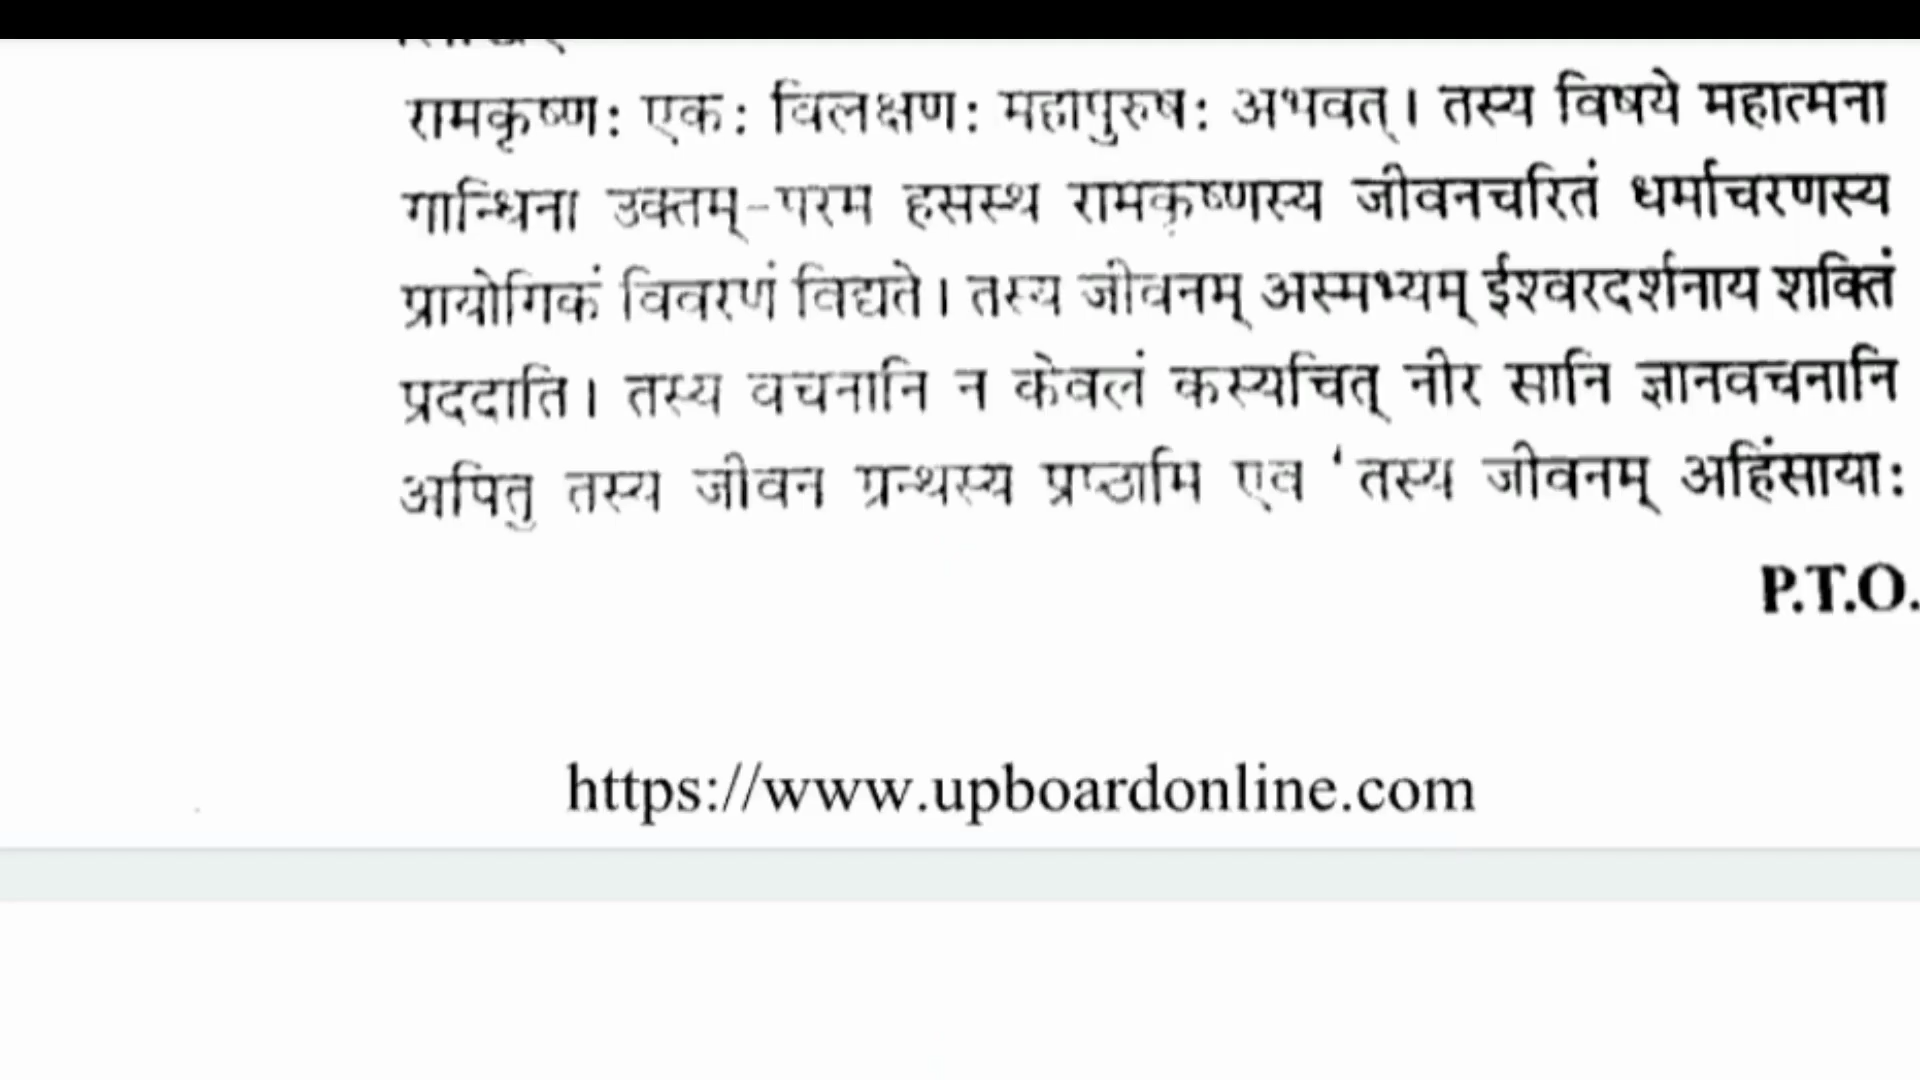 रामकृष्ण: एक: विलक्षण: महापुरुष: अभवत्। तस्य विषये महात्मना
गान्धिना उक्तम्-परम हसस्थ रामकृष्णस्य जीवनचरितं धर्माचरणस्य
प्रायोगिकं विवरणं विद्यते। तस्य जीवनम् अस्मभ्यम् ईश्वरदर्शनाय शक्तिं
प्रददाति। तस्य वचनानि न केवलं कस्यचित् नीर सानि ज्ञानवचनानि
अपितु तस्य जीवन ग्रन्थस्य प्रष्ठामि एव ' तस्य जीवनम् अहिंसाया:
P.T.O.
https://www.upboardonline.com